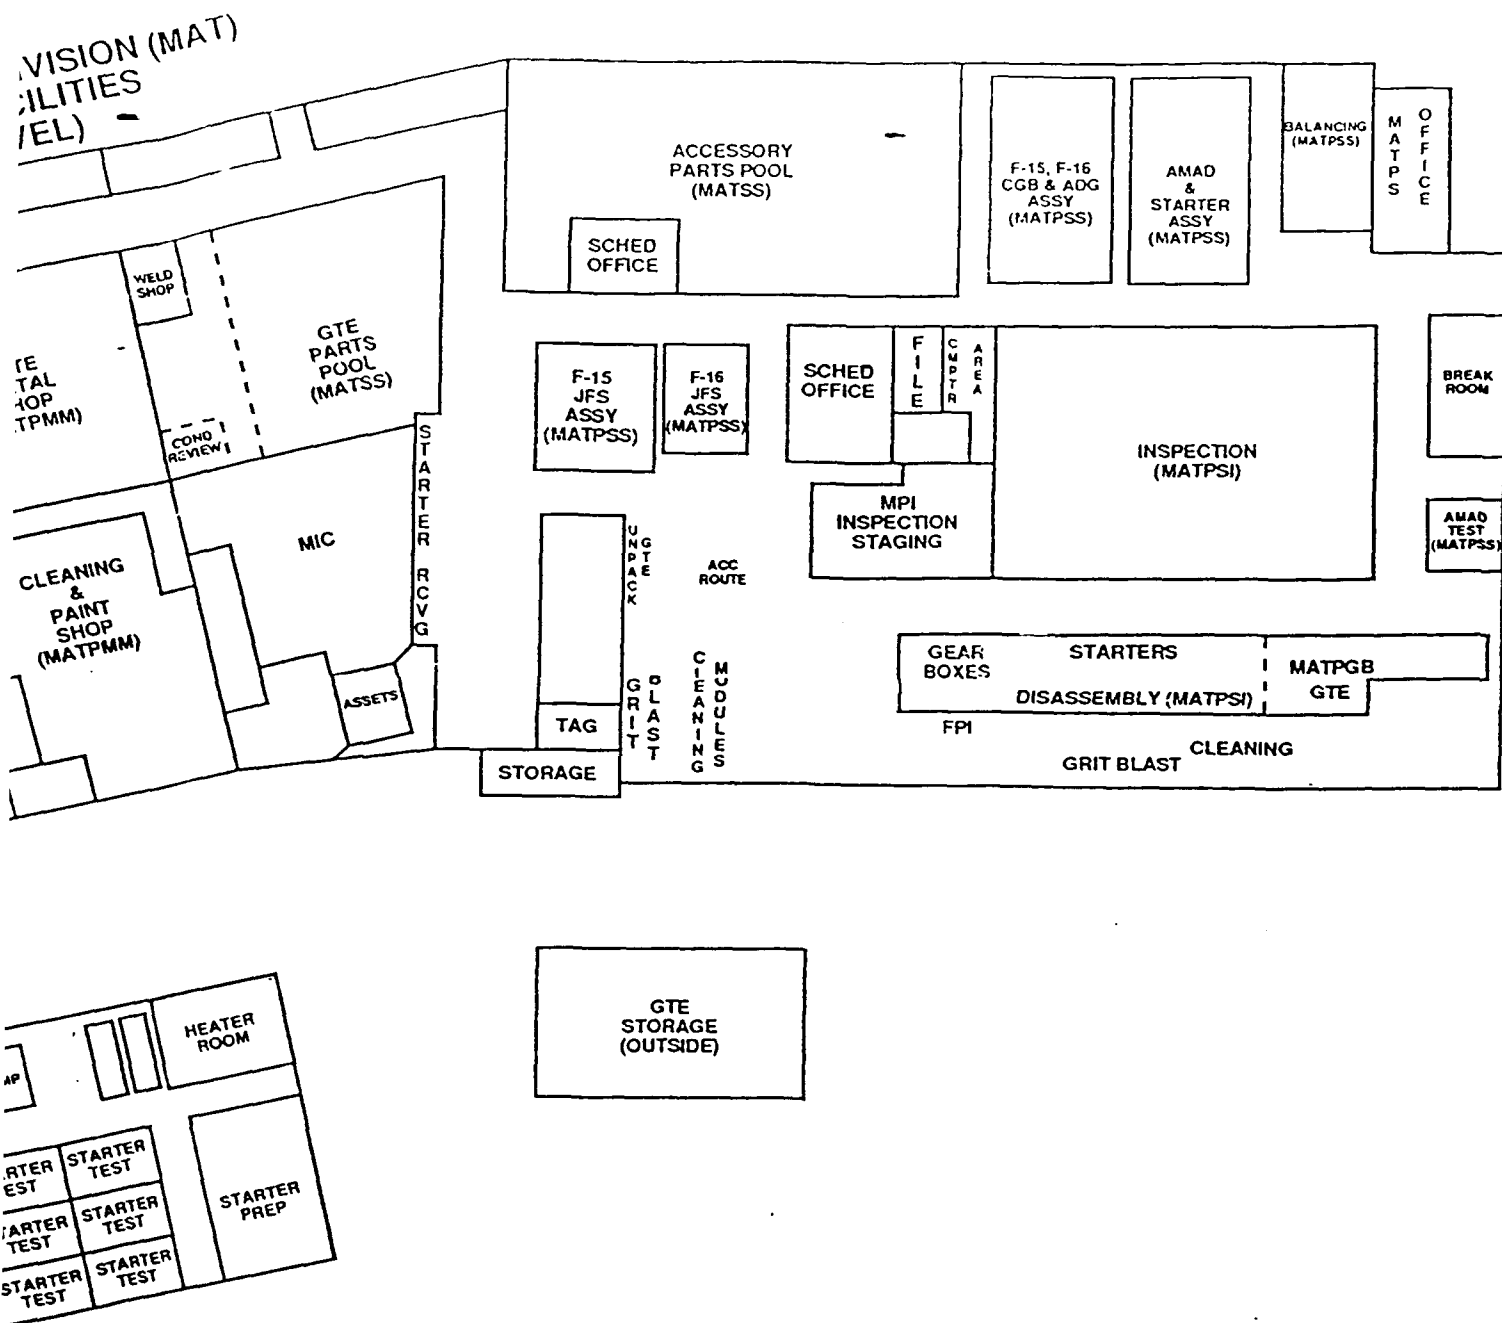 VISION (MAT)
ILITIES
VEL)
ACCESSORY
PARTS POOL
(MATSS)
SCHED
OFFICE
F-15, F-16
CGB & ADG
ASSY
(MATPSS)
AMAD
&
STARTER
ASSY
(MATPSS)
BALANCING
(MATPSS)
MATPS
OFFICE
WELD
SHOP
GTE
PARTS
POOL
(MATSS)
TE
TAL
HOP
TPMM)
COND
REVIEW
STARTER RCVG
F-15
JFS
ASSY
(MATPSS)
F-16
JFS
ASSY
(MATPSS)
SCHED
OFFICE
FILE
CMPTR
AREA
INSPECTION
(MATPSI)
BREAK
ROOM
MPI
INSPECTION
STAGING
AMAD
TEST
(MATPSS)
MIC
CLEANING
&
PAINT
SHOP
(MATPMM)
ASSETS
UNPACK
GTE
ACC
ROUTE
GRIT
BLAST
CLEANING
MODULES
TAG
STORAGE
GEAR
BOXES
STARTERS
DISASSEMBLY (MATPSI)
MATPGB
GTE
FPI
CLEANING
GRIT BLAST
GTE
STORAGE
(OUTSIDE)
HEATER
ROOM
MP
RTER
EST
STARTER
TEST
TARTER
TEST
STARTER
TEST
STARTER
TEST
STARTER
TEST
STARTER
PREP